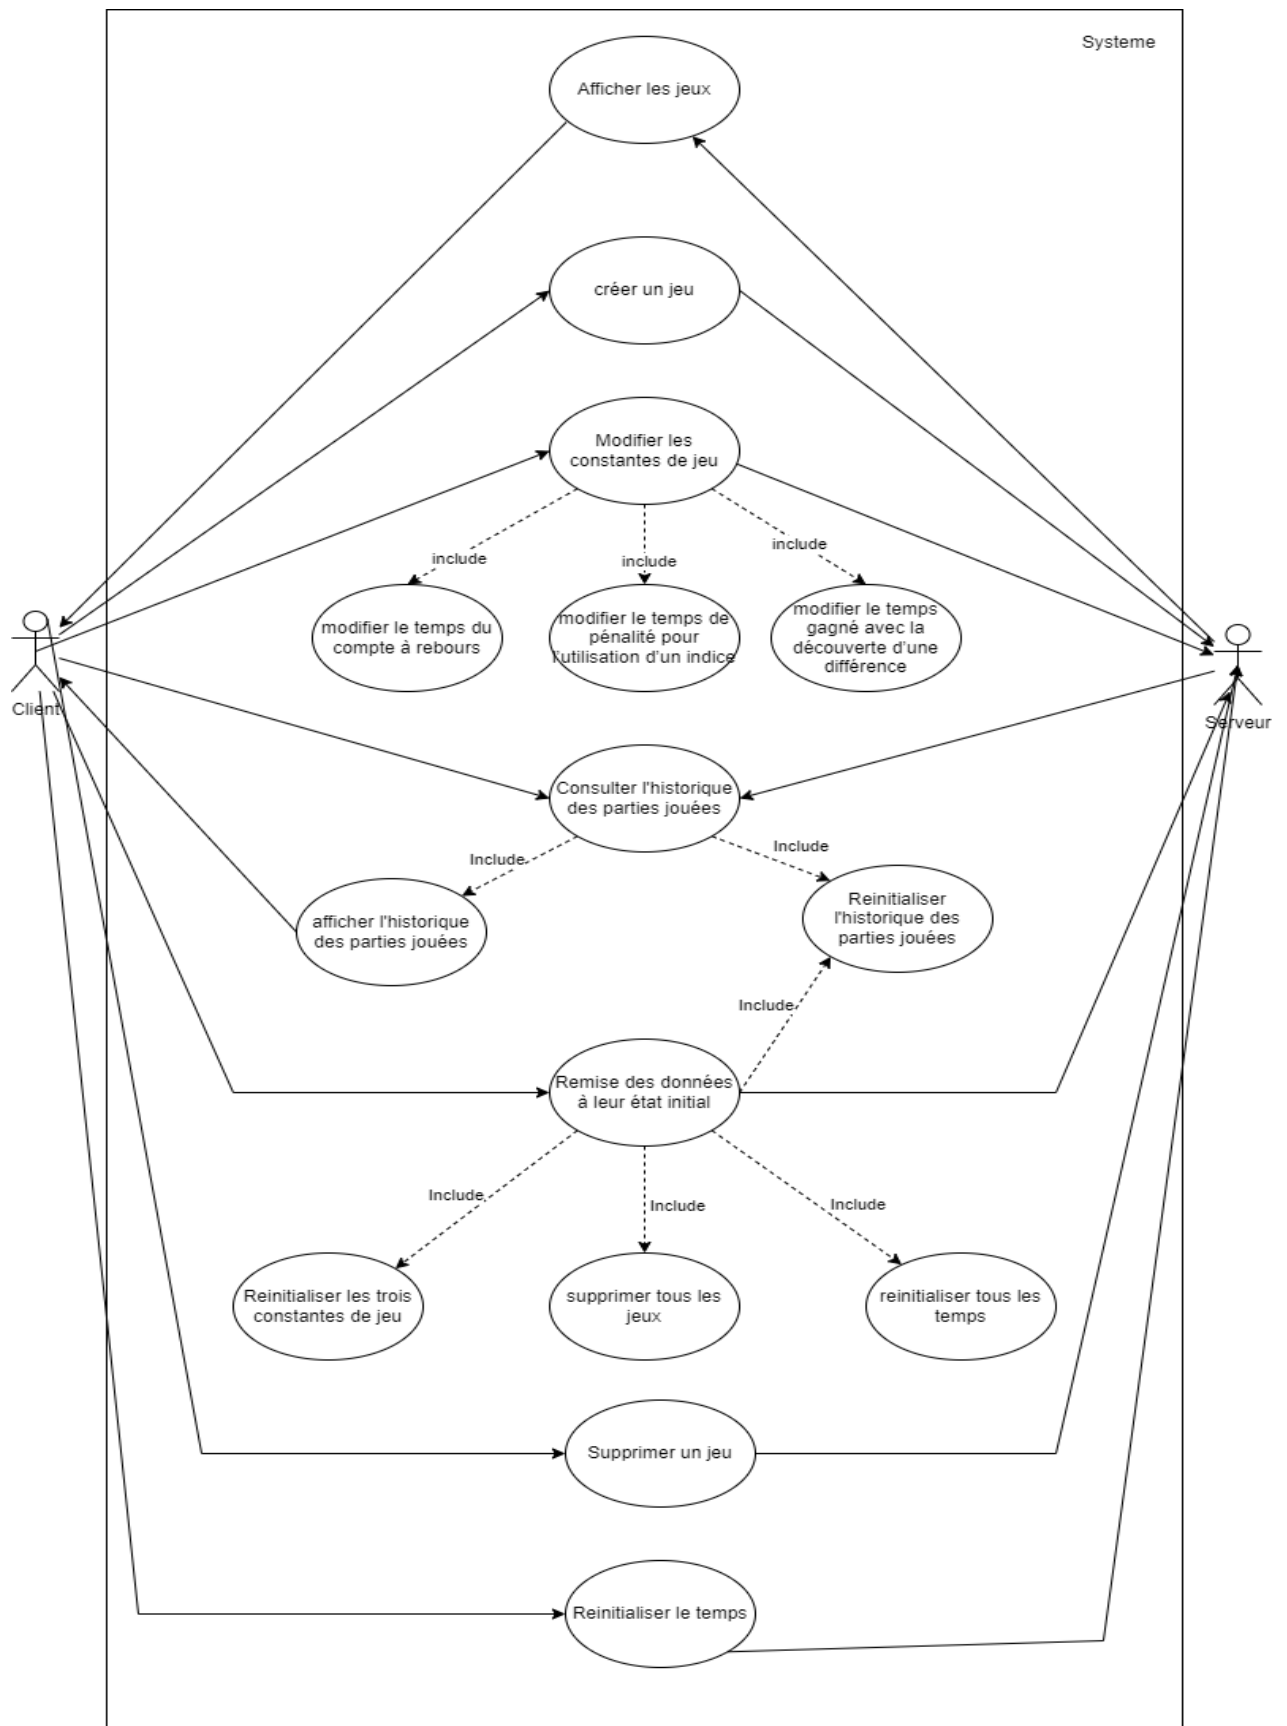 Systeme
Afficher les jeux
créer un jeu
Modifier les
constantes de jeu
include
include
include
modifier le temps du
compte à rebours
modifier le temps de
pénalité pour
l'utilisation d'un indice
modifier le temps
gagné avec la
découverte d'une
différence
Client
Serveur
Consulter l'historique
des parties jouées
Include
Include
afficher l'historique
des parties jouées
Reinitialiser
l'historique des
parties jouées
Include
Remise des données
à leur état initial
Include
Include
Include
Reinitialiser les trois
constantes de jeu
supprimer tous les
jeux
reinitialiser tous les
temps
Supprimer un jeu
Reinitialiser le temps